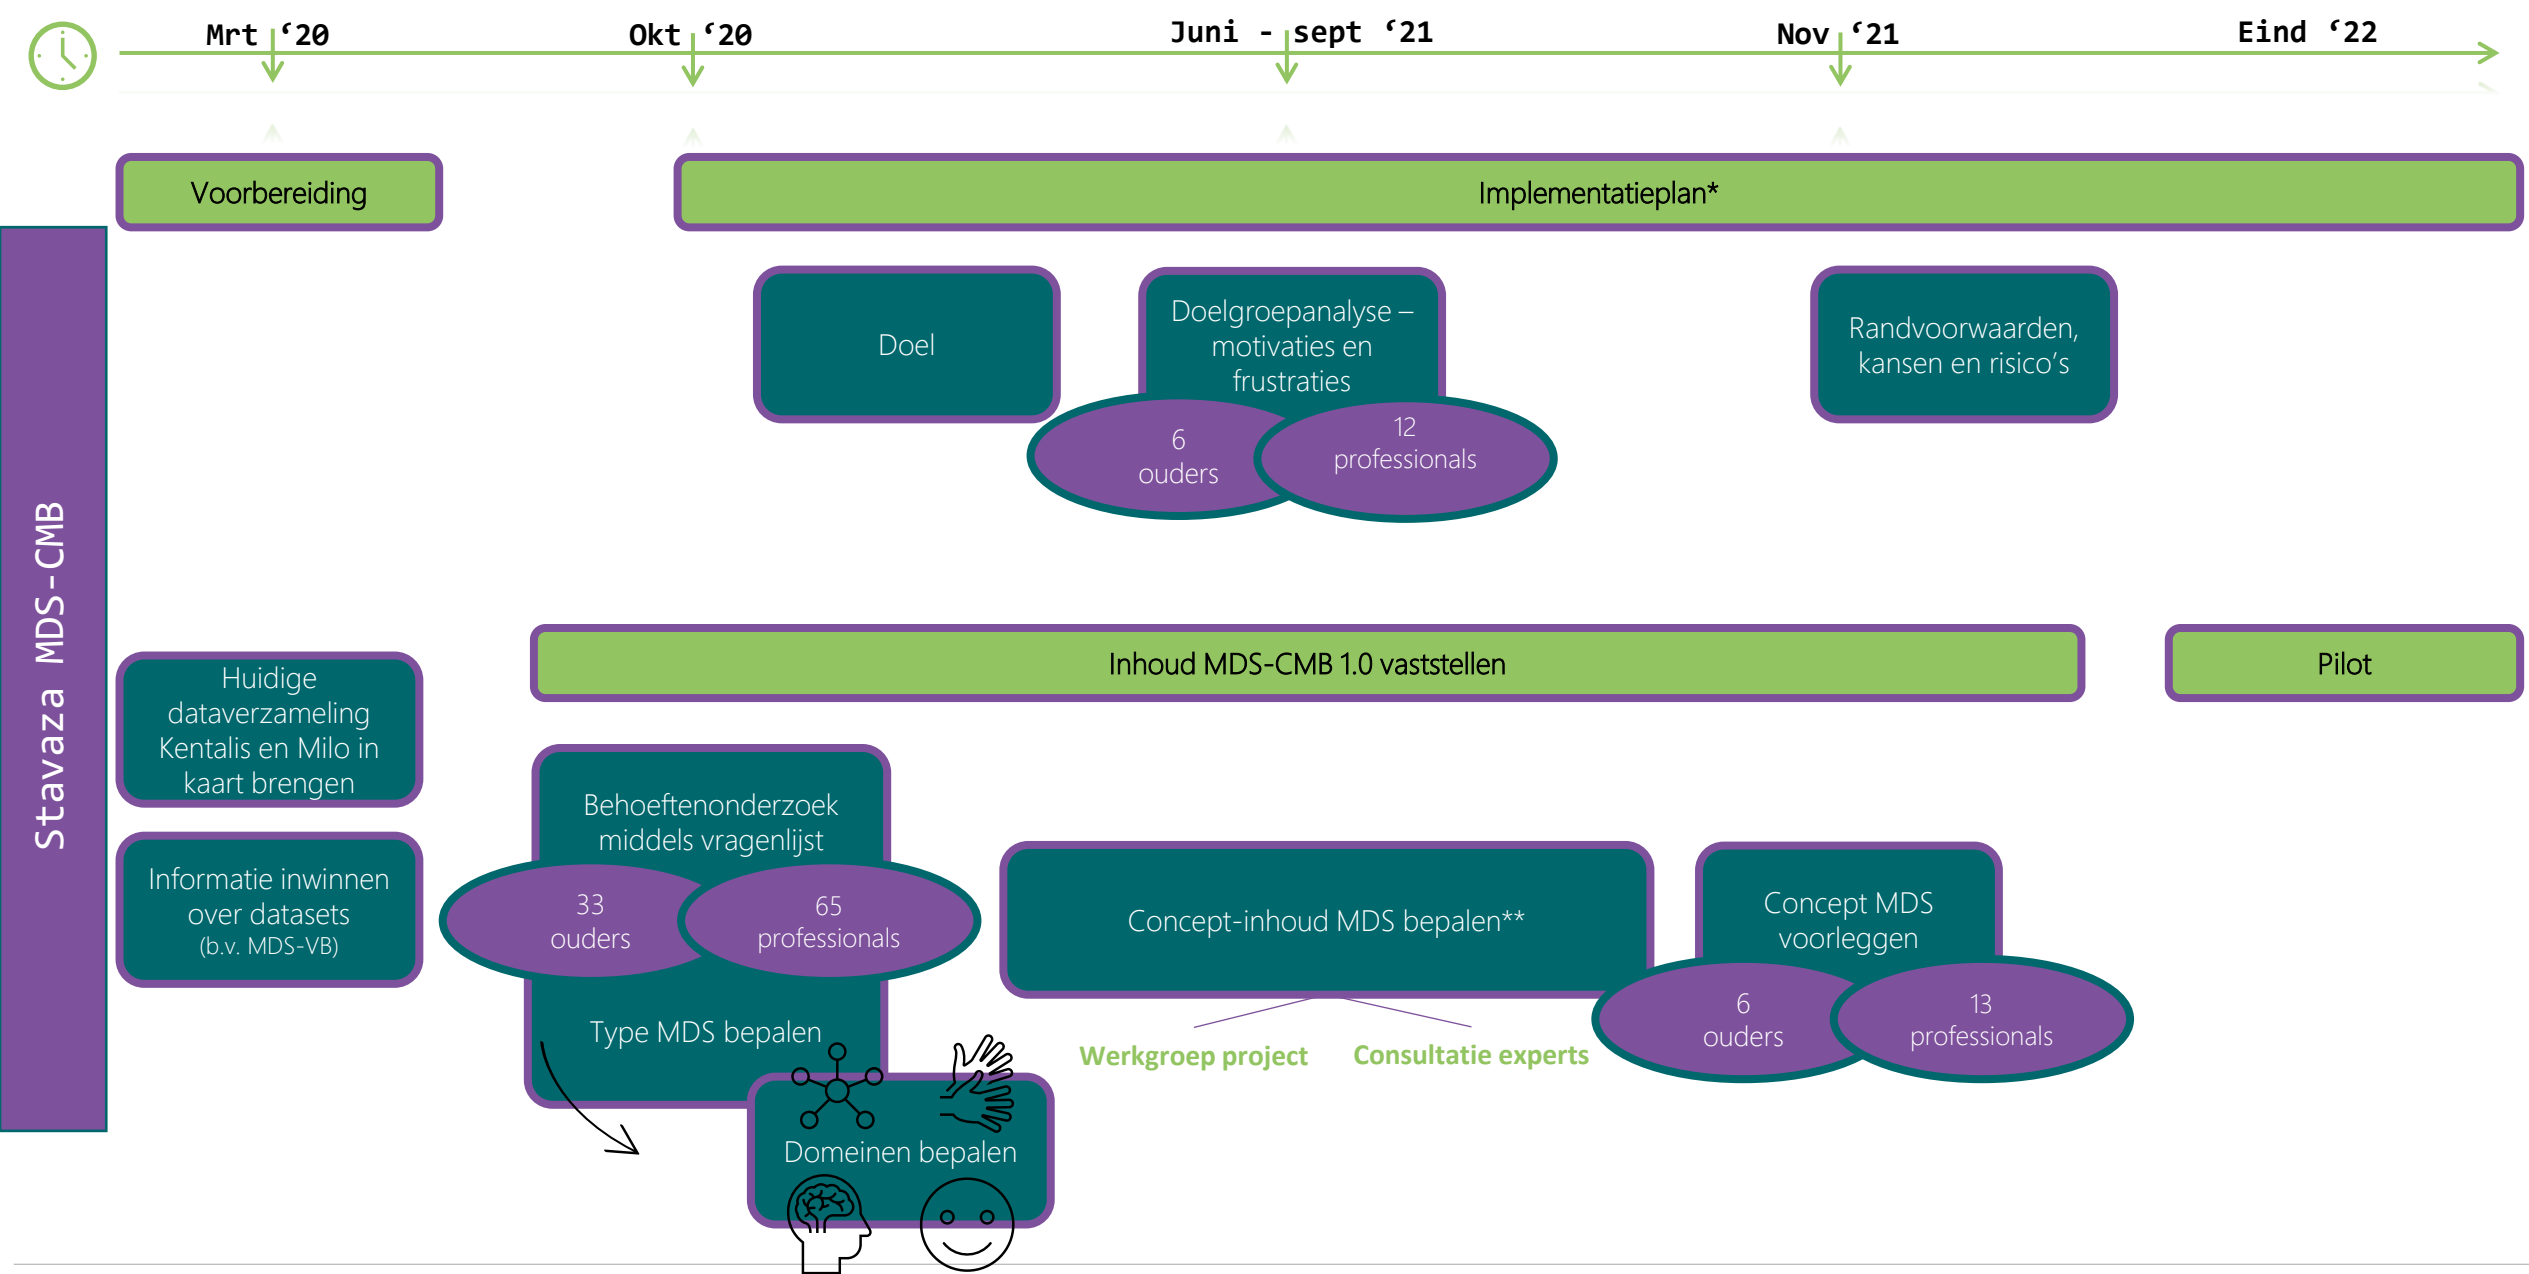 Mrt ‘20
Okt ‘20
Juni - sept ‘21
Nov ‘21
Eind ‘22
Voorbereiding
Implementatieplan*
Stavaza MDS-CMB
Doel
Doelgroepanalyse –
motivaties en
frustraties
6
ouders
12
professionals
Randvoorwaarden,
kansen en risico’s
Inhoud MDS-CMB 1.0 vaststellen
Pilot
Huidige
dataverzameling
Kentalis en Milo in
kaart brengen
Informatie inwinnen
over datasets
(b.v. MDS-VB)
Behoeftenonderzoek
middels vragenlijst
33
ouders
65
professionals
Type MDS bepalen
Domeinen bepalen
Concept-inhoud MDS bepalen**
Werkgroep project
Consultatie experts
Concept MDS
voorleggen
6
ouders
13
professionals